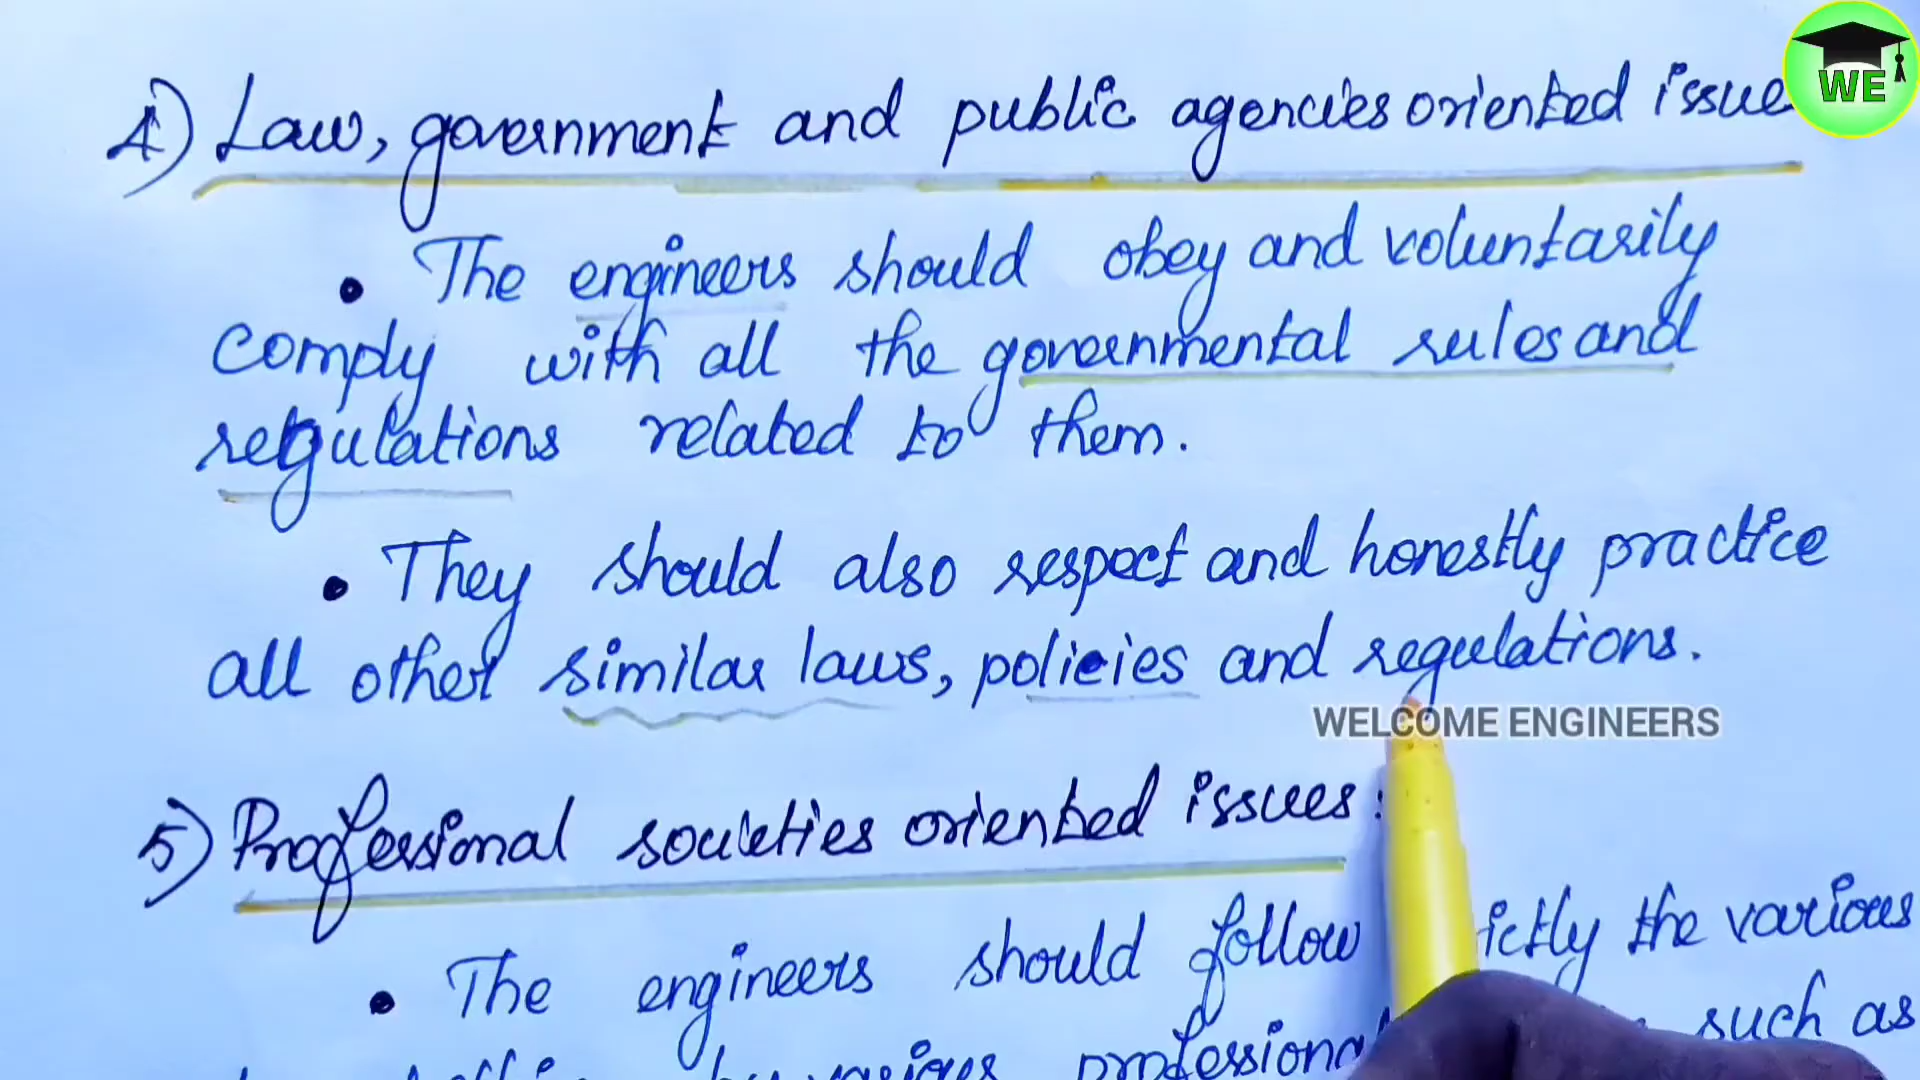 WE
4) Law, government and public agencies oriented issue
• The engineers should obey and voluntarily
comply with all the governmental rules and
regulations related to them.
• They should also respect and honestly practice
all other similar laws, policies and regulations.
WELCOME ENGINEERS
5) Professional societies oriented issues:
• The engineers should follow the various
professional such as